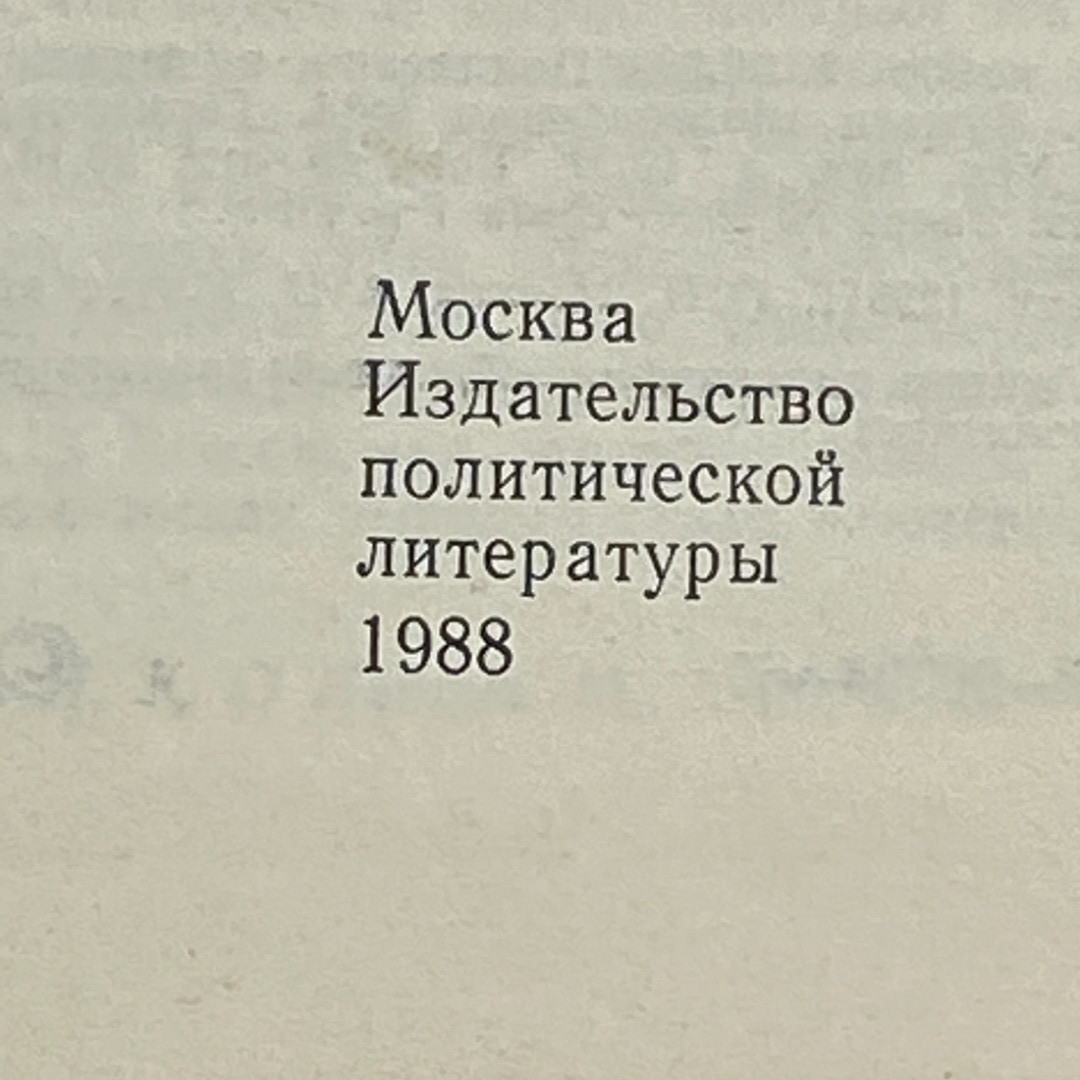 Москва
Издательство
политической
литературы
1988